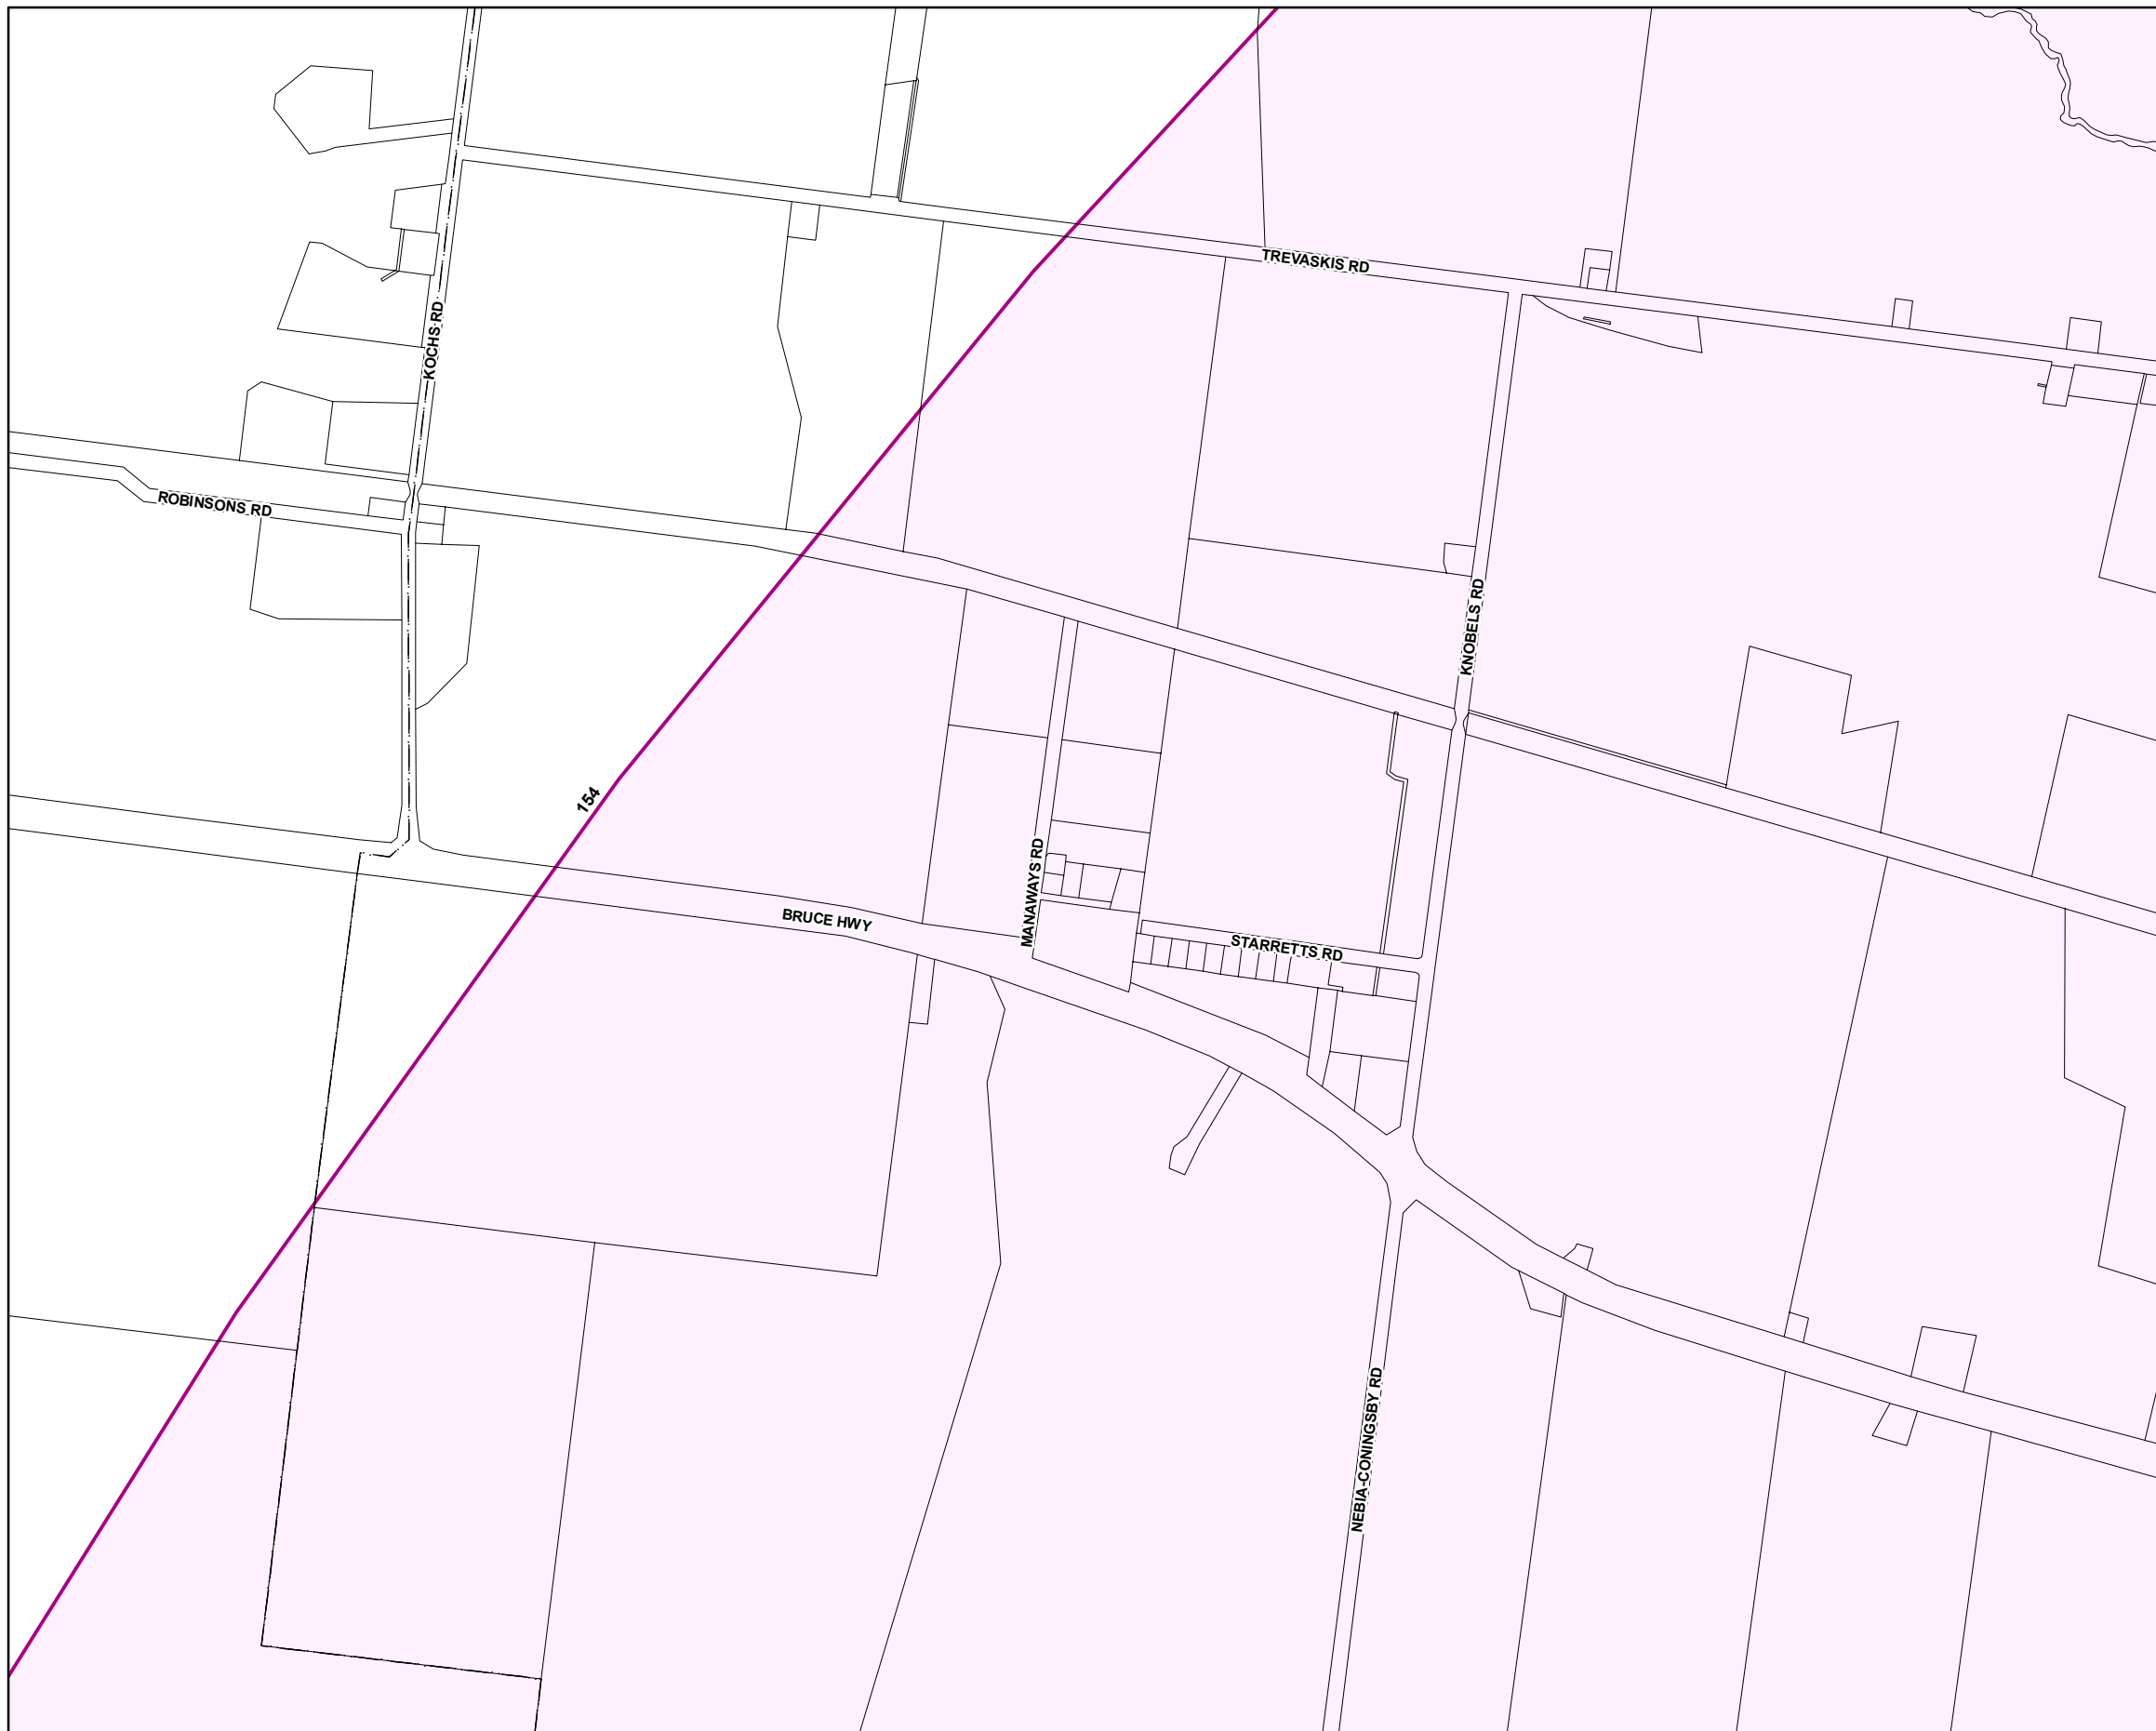 TREVASKIS RD
KOCHS RD
ROBINSONS RD
KNOBELS RD
154
MANAWAYS RD
BRUCE HWY
STARRETTS RD
NEBIA-CONINGSBY RD